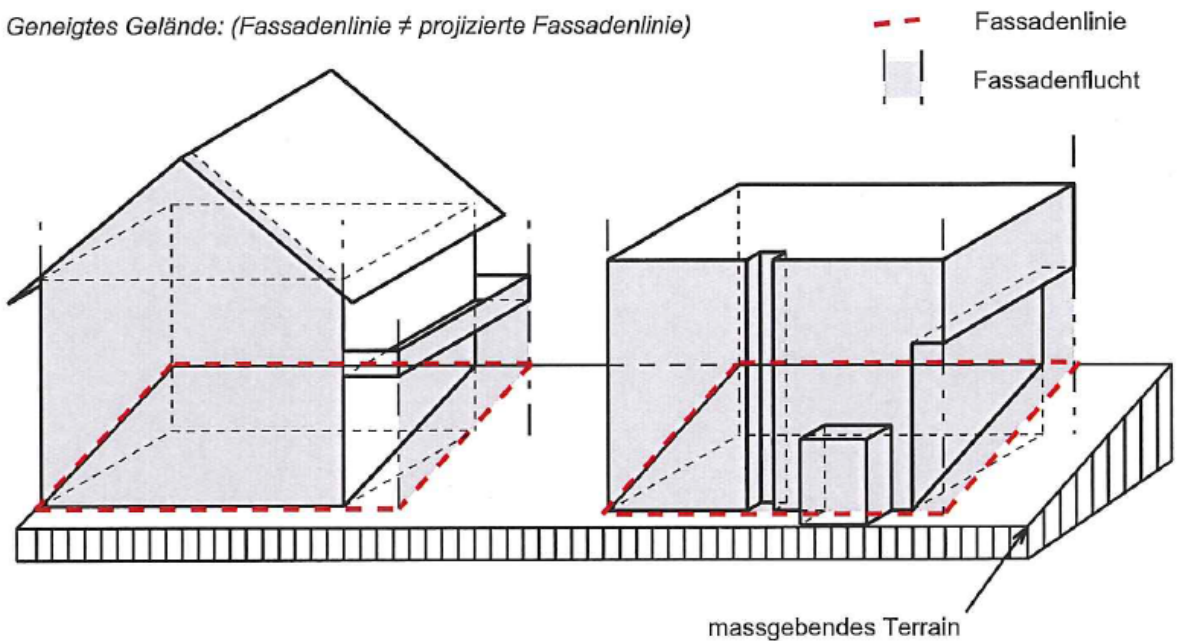 Geneigtes Gelände: (Fassadenlinie ≠ projizierte Fassadenlinie)
Fassadenlinie
Fassadenflucht
massgebendes Terrain